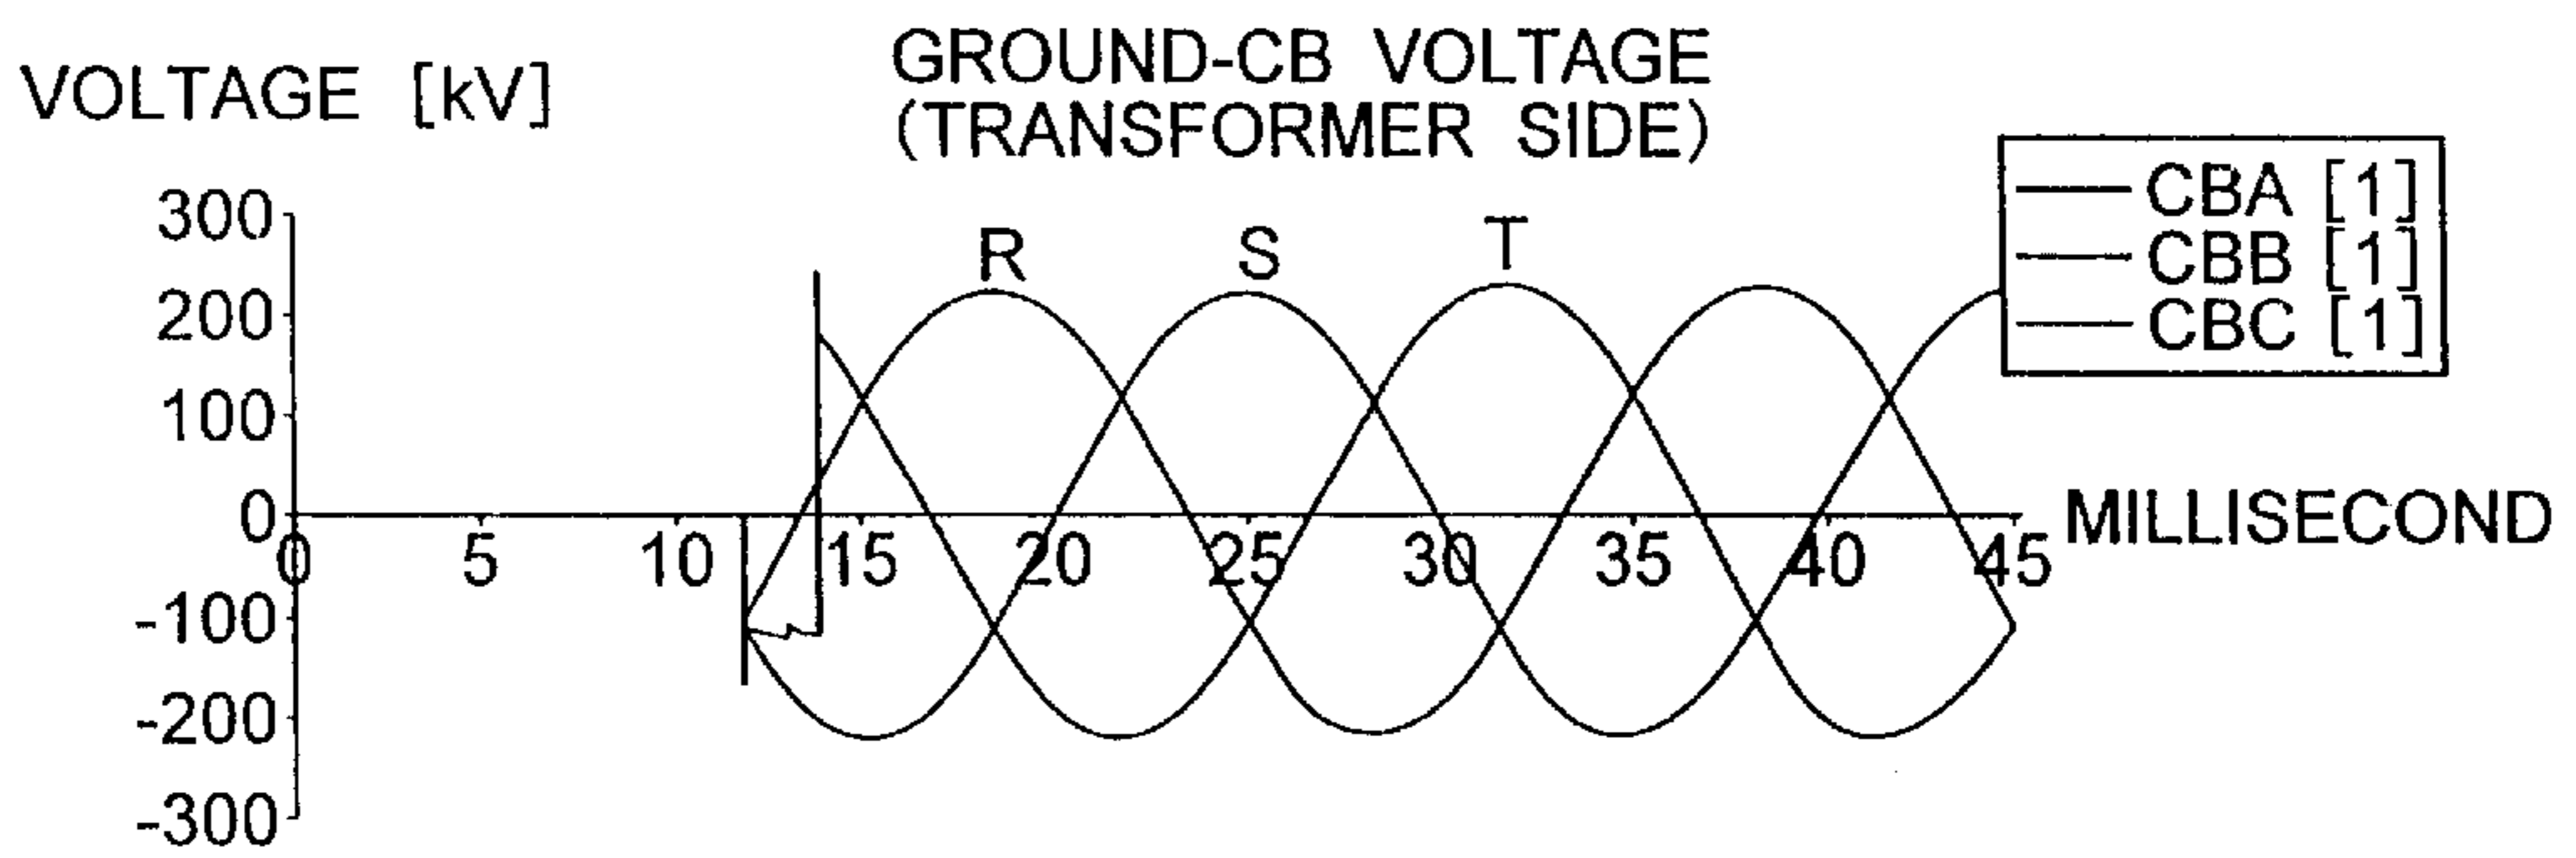 GROUND-CB VOLTAGE
(TRANSFORMER SIDE)
VOLTAGE [kV]
CBA [1]
CBB [1]
CBC [1]
R S T
300
200
100
0
-100
-200
-300
0 5 10 15 20 25 30 35 40 45
MILLISECOND